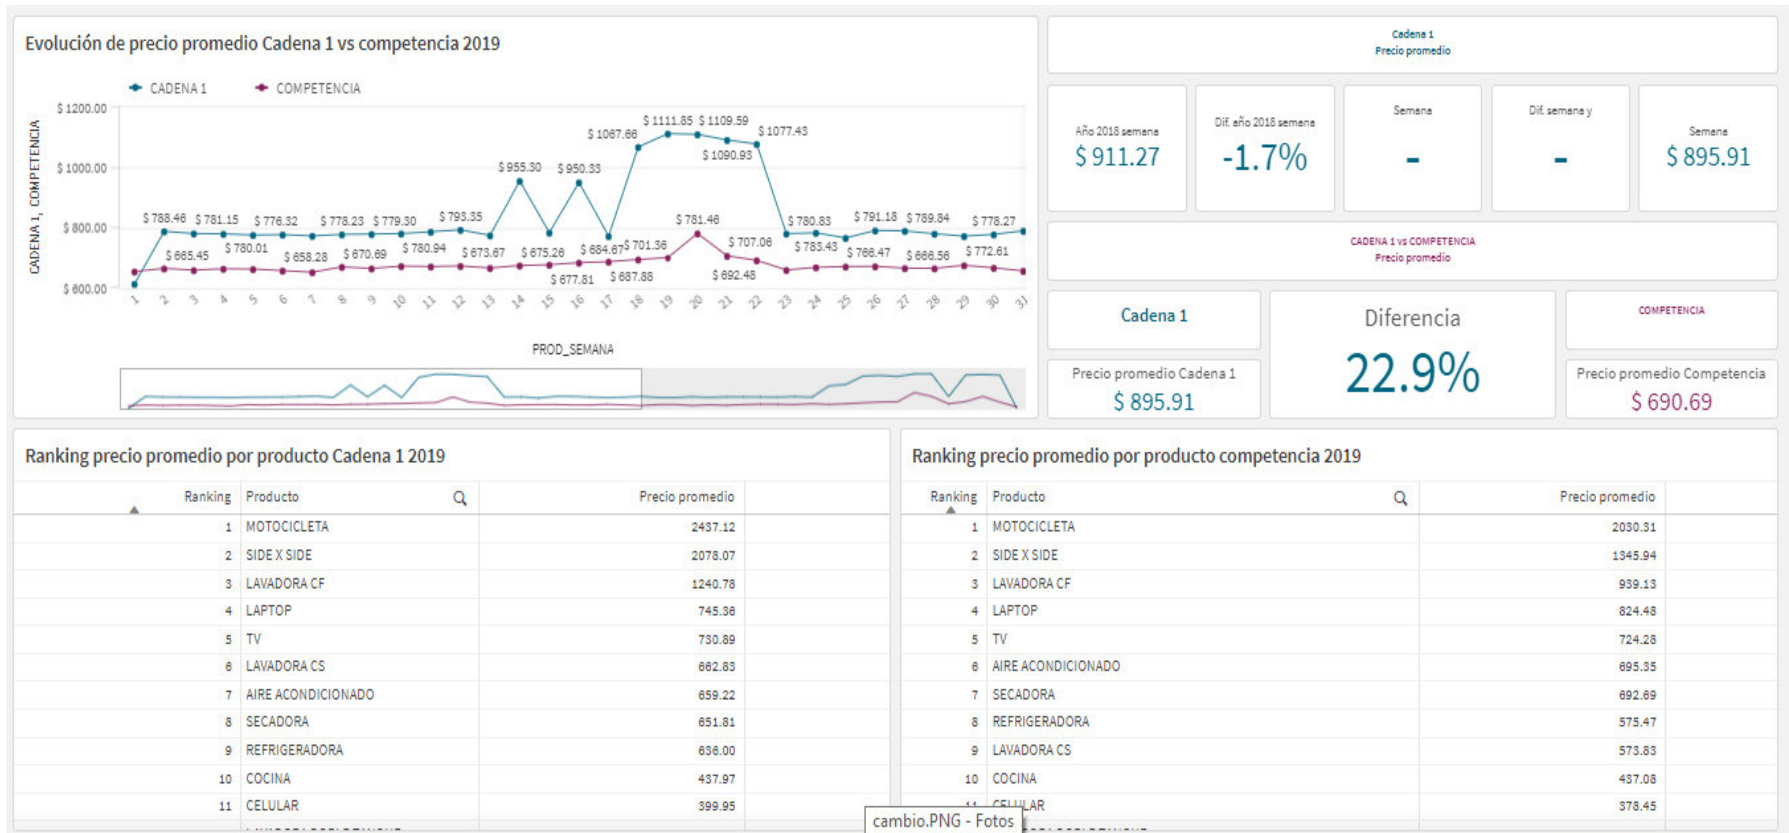 Evolución de precio promedio Cadena 1 vs competencia 2019
CADENA 1 COMPETENCIA
CADENA 1, COMPETENCIA
$ 1200.00
$ 1000.00
$ 800.00
$ 600.00
$ 788.46 $ 781.15 $ 776.32 $ 778.23 $ 779.30 $ 793.35 $ 955.30 $ 950.33 $ 1067.66 $ 1111.85 $ 1109.59 $ 1090.93 $ 1077.43 $ 780.83 $ 791.18 $ 789.84 $ 778.27
$ 780.01 $ 780.94 $ 783.43 $ 766.47 $ 772.61
$ 665.45 $ 658.28 $ 670.69 $ 673.67 $ 675.26 $ 677.81 $ 684.67 $ 687.88 $ 701.36 $ 781.46 $ 692.48 $ 707.06 $ 666.56
1 2 3 4 5 6 7 8 9 10 11 12 13 14 15 16 17 18 19 20 21 22 23 24 25 26 27 28 29 30 31
PROD_SEMANA
Cadena 1
Precio promedio
Año 2018 semana
$ 911.27
Dif. año 2018 semana
-1.7%
Semana
-
Dif. semana y
-
Semana
$ 895.91
CADENA 1 vs COMPETENCIA
Precio promedio
Cadena 1
Precio promedio Cadena 1
$ 895.91
Diferencia
22.9%
COMPETENCIA
Precio promedio Competencia
$ 690.69
Ranking precio promedio por producto Cadena 1 2019
Ranking Producto Precio promedio
1 MOTOCICLETA 2437.12
2 SIDE X SIDE 2078.07
3 LAVADORA CF 1240.78
4 LAPTOP 745.36
5 TV 730.89
6 LAVADORA CS 662.83
7 AIRE ACONDICIONADO 659.22
8 SECADORA 651.81
9 REFRIGERADORA 636.00
10 COCINA 437.97
11 CELULAR 399.95
Ranking precio promedio por producto competencia 2019
Ranking Producto Precio promedio
1 MOTOCICLETA 2030.31
2 SIDE X SIDE 1345.94
3 LAVADORA CF 939.13
4 LAPTOP 824.48
5 TV 724.28
6 AIRE ACONDICIONADO 695.35
7 SECADORA 692.69
8 REFRIGERADORA 575.47
9 LAVADORA CS 573.83
10 COCINA 437.08
11 CELULAR 378.45
cambio.PNG - Fotos